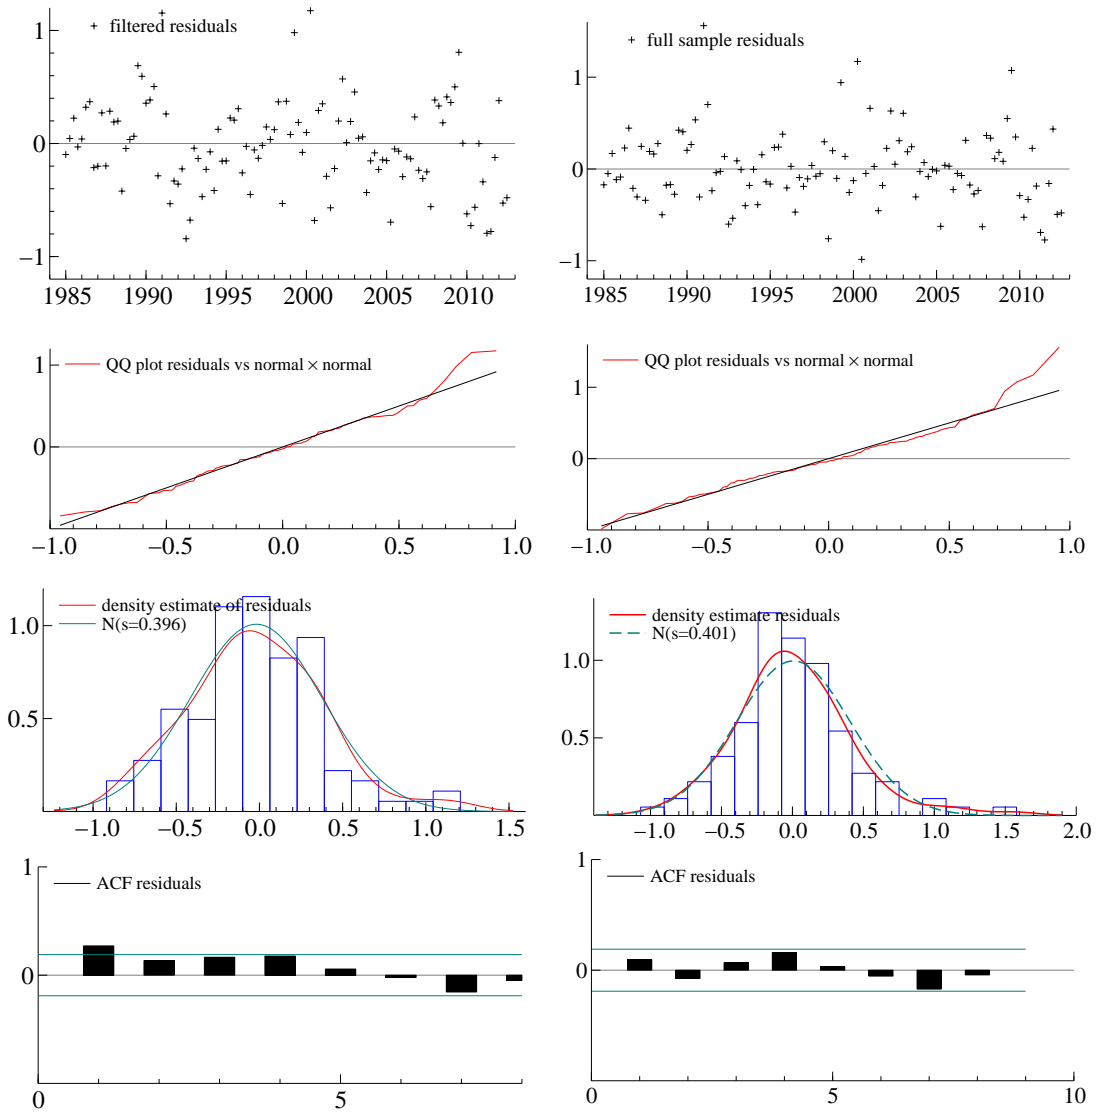 1
filtered residuals
0
−1
1985 1990 1995 2000 2005 2010
full sample residuals
1
0
−1
1985 1990 1995 2000 2005 2010
1
QQ plot residuals vs normal × normal
0
−1.0 −0.5 0.0 0.5 1.0
QQ plot residuals vs normal × normal
1
0
−1.0 −0.5 0.0 0.5 1.0
density estimate of residuals
N(s=0.396)
1.0
0.5
−1.0 −0.5 0.0 0.5 1.0 1.5
density estimate residuals
N(s=0.401)
1.0
0.5
−1.0 −0.5 0.0 0.5 1.0 1.5 2.0
1
ACF residuals
0
0 5
1
ACF residuals
0
0 5 10